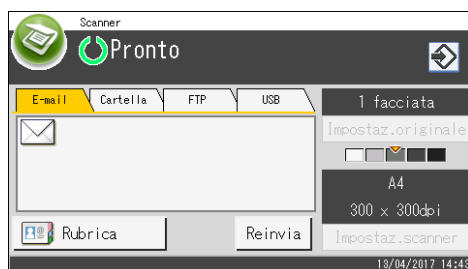 Scanner
Pronto
E-mail Cartella FTP USB
1 facciata
Impostaz.originale
A4
300 × 300dpi
Rubrica Reinvia Impostaz.scanner
13/04/2017 14:43